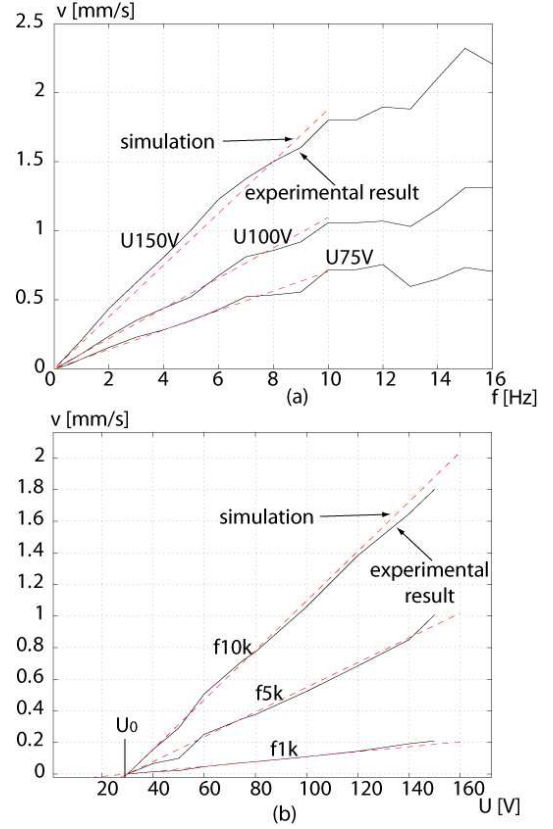 v [mm/s]
2.5
2
simulation
1.5
experimental result
U150V
U100V
1
U75V
0.5
0
0 2 4 6 8 10 12 14 16
(a)
f [Hz]
v [mm/s]
2
1.8
simulation
1.6
1.4
experimental
result
1.2
1
f10k
0.8
0.6
f5k
U0
0.4
f1k
0.2
0
20 40 60 80 100 120 140 160
(b)
U [V]